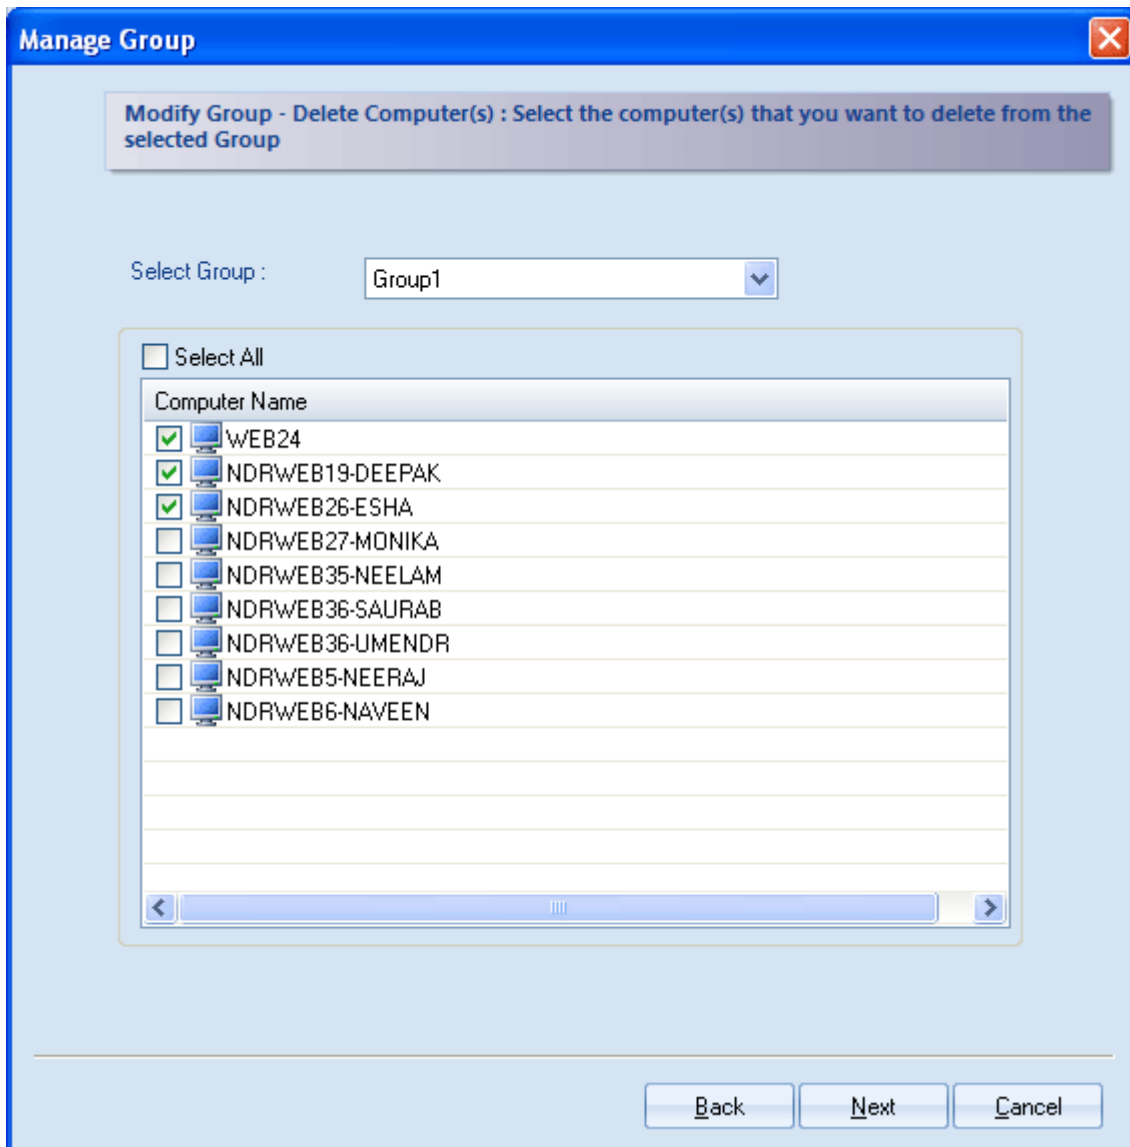 Manage Group
Modify Group - Delete Computer(s) : Select the computer(s) that you want to delete from the
selected Group
Select Group :
Group1
Select All
Computer Name
WEB24
NDRWEB19-DEEPAK
NDRWEB26-ESHA
NDRWEB27-MONIKA
NDRWEB35-NEELAM
NDRWEB36-SAURAB
NDRWEB36-UMENDR
NDRWEB5-NEERAJ
NDRWEB6-NAVEEN
Back
Next
Cancel